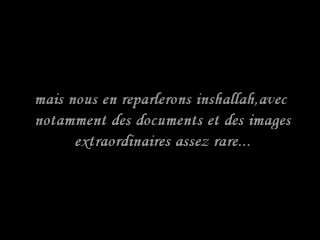 mais nous en reparlerons inshallah,avec
notamment des documents et des images
extraordinaires assez rare...